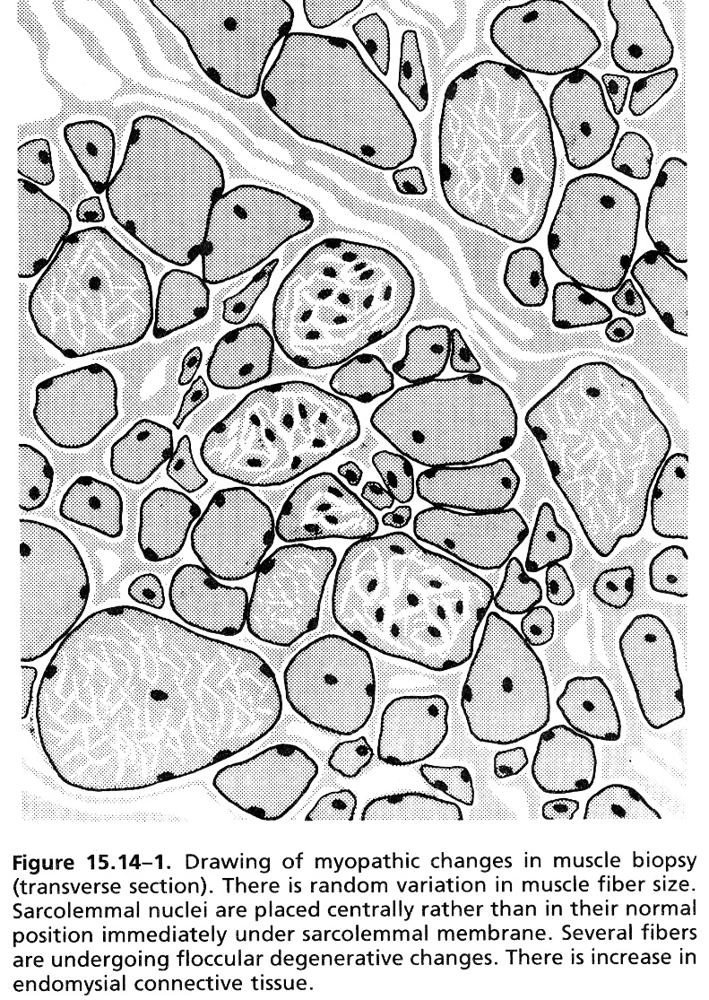 Figure 15.14–1. Drawing of myopathic changes in muscle biopsy
(transverse section). There is random variation in muscle fiber size.
Sarcolemmal nuclei are placed centrally rather than in their normal
position immediately under sarcolemmal membrane. Several fibers
are undergoing floccular degenerative changes. There is increase in
endomysial connective tissue.